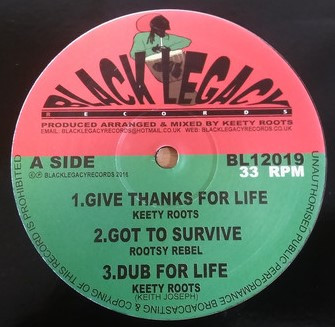 BLACK LEGACY
RECORDS
PRODUCED ARRANGED & MIXED BY KEETY ROOTS
EMAIL: BLACKLEGACYRECORDS@HOTMAIL.CO.UK WEB: BLACKLEGACYRECORDS.CO.UK
A SIDE
BL12019
33 RPM
©℗ BLACKLEGACYRECORDS 2016
1.GIVE THANKS FOR LIFE
KEETY ROOTS
2.GOT TO SURVIVE
ROOTSY REBEL
3.DUB FOR LIFE
KEETY ROOTS
(KEITH JOSEPH)
UNAUTHORISED PUBLIC PERFORMANCE BROADCASTING & COPYING OF THIS RECORD IS PROHIBITED